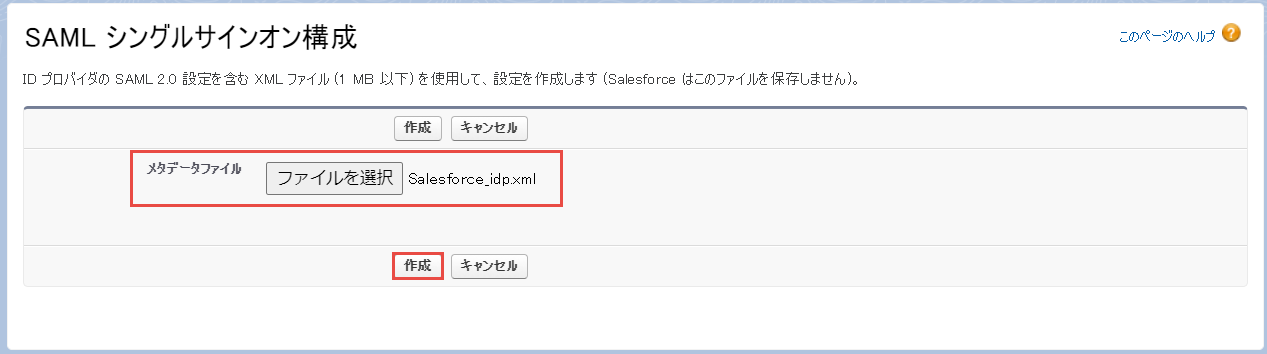 SAML シングルサインオン構成
このページのヘルプ ?
ID プロバイダの SAML 2.0 設定を含む XML ファイル (1 MB 以下) を使用して、設定を作成します (Salesforce はこのファイルを保存しません)。
作成 キャンセル
メタデータファイル ファイルを選択 Salesforce_idp.xml
作成 キャンセル